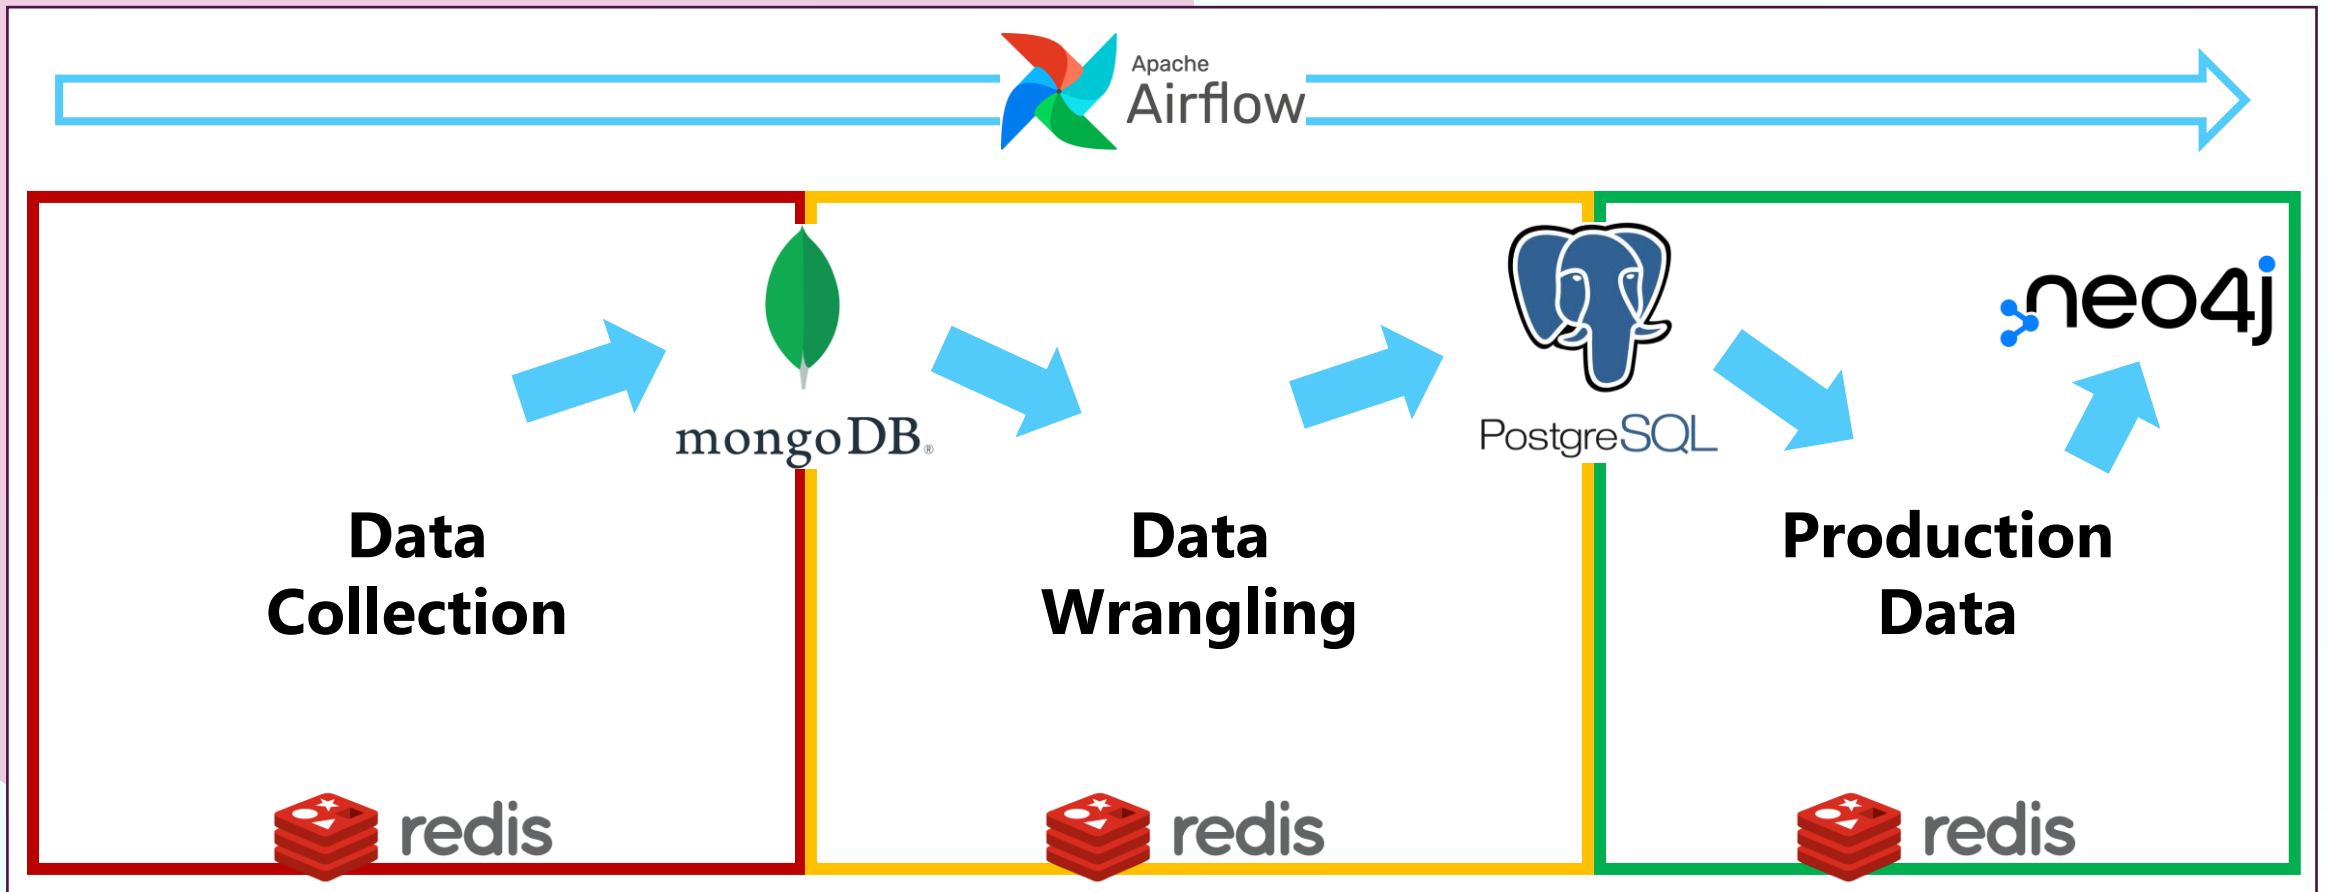 Apache
Airflow
mongoDB®
PostgreSQL
neo4j
Data
Collection
Data
Wrangling
Production
Data
redis
redis
redis